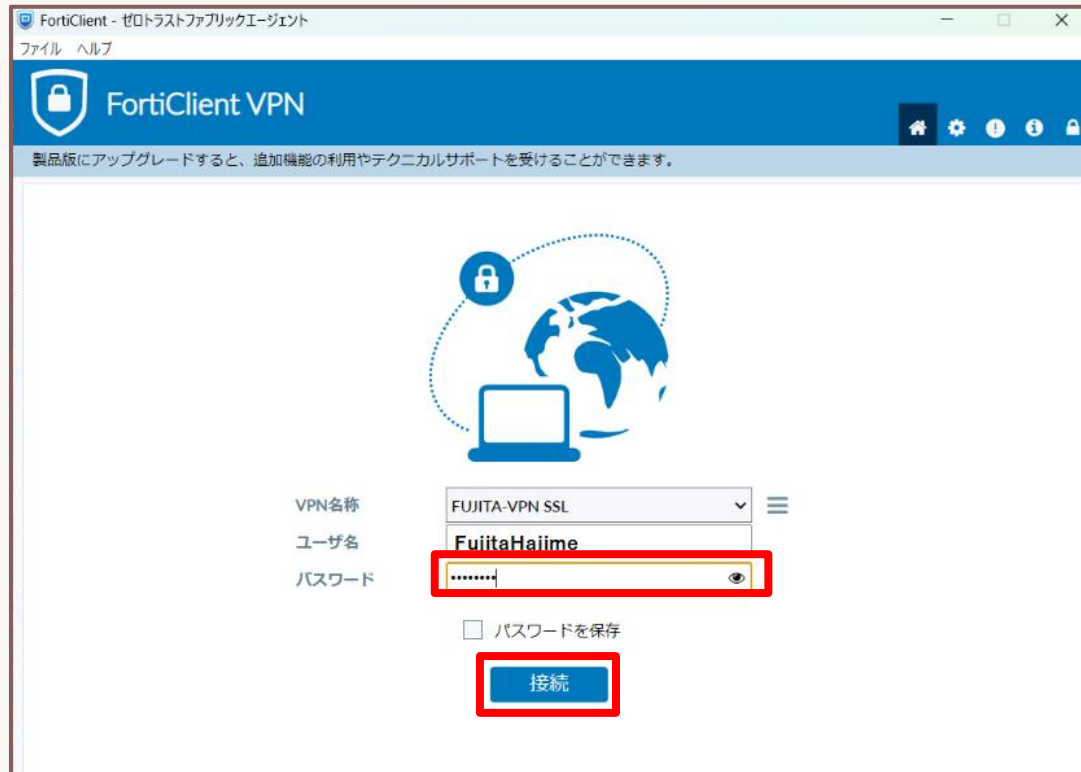 FortiClient - ゼロトラストファブリックエージェント
ファイル ヘルプ
FortiClient VPN
製品版にアップグレードすると、追加機能の利用やテクニカルサポートを受けることができます。
VPN名称 FUJITA-VPN SSL
ユーザ名 FujitaHajime
パスワード ••••••••
パスワードを保存
接続